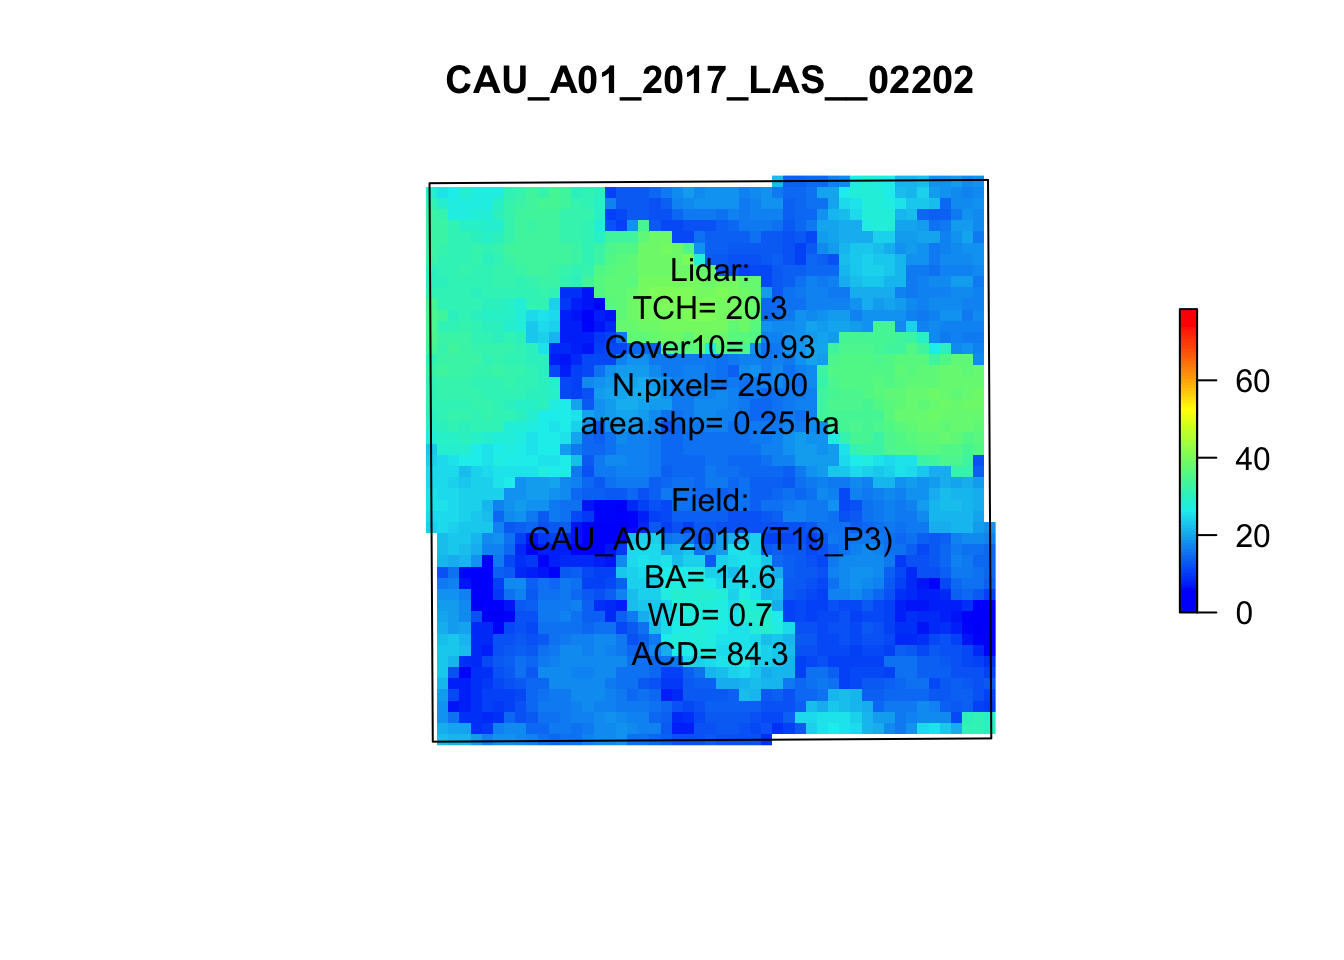 CAU_A01_2017_LAS__02202
Lidar:
TCH= 20.3
Cover10= 0.93
N.pixel= 2500
area.shp= 0.25 ha
Field:
CAU_A01 2018 (T19_P3)
BA= 14.6
WD= 0.7
ACD= 84.3
60
40
20
0